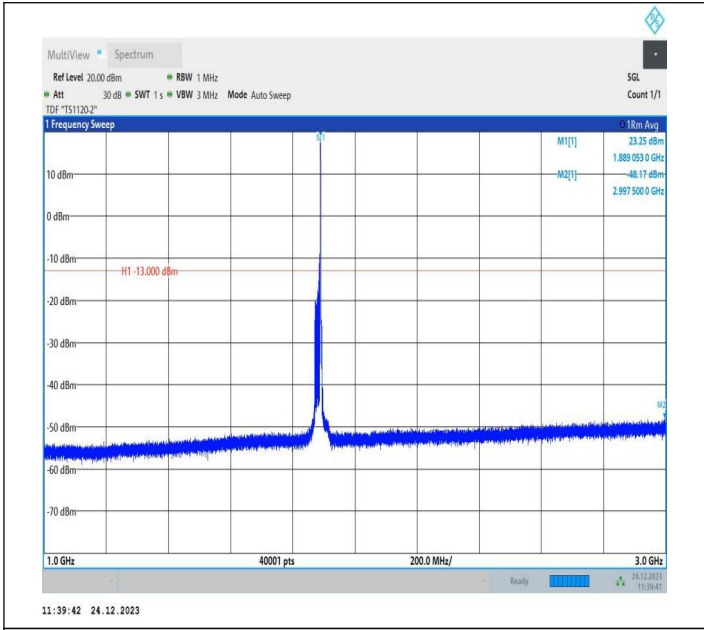 R&S
MultiView Spectrum
Ref Level 20.00 dBm RBW 1 MHz SGL
Att 30 dB SWT 1 s VBW 3 MHz Mode Auto Sweep Count 1/1
TDF "TS1120-2"
1 Frequency Sweep 1Rm Avg
M1 M1[1] 23.25 dBm
1.889 053 0 GHz
10 dBm M2[1] -48.17 dBm
2.997 500 0 GHz
0 dBm
-10 dBm
H1 -13.000 dBm
-20 dBm
-30 dBm
-40 dBm
M2
-50 dBm
-60 dBm
-70 dBm
1.0 GHz 40001 pts 200.0 MHz/ 3.0 GHz
Ready 24.12.2023
11:39:41
11:39:42 24.12.2023